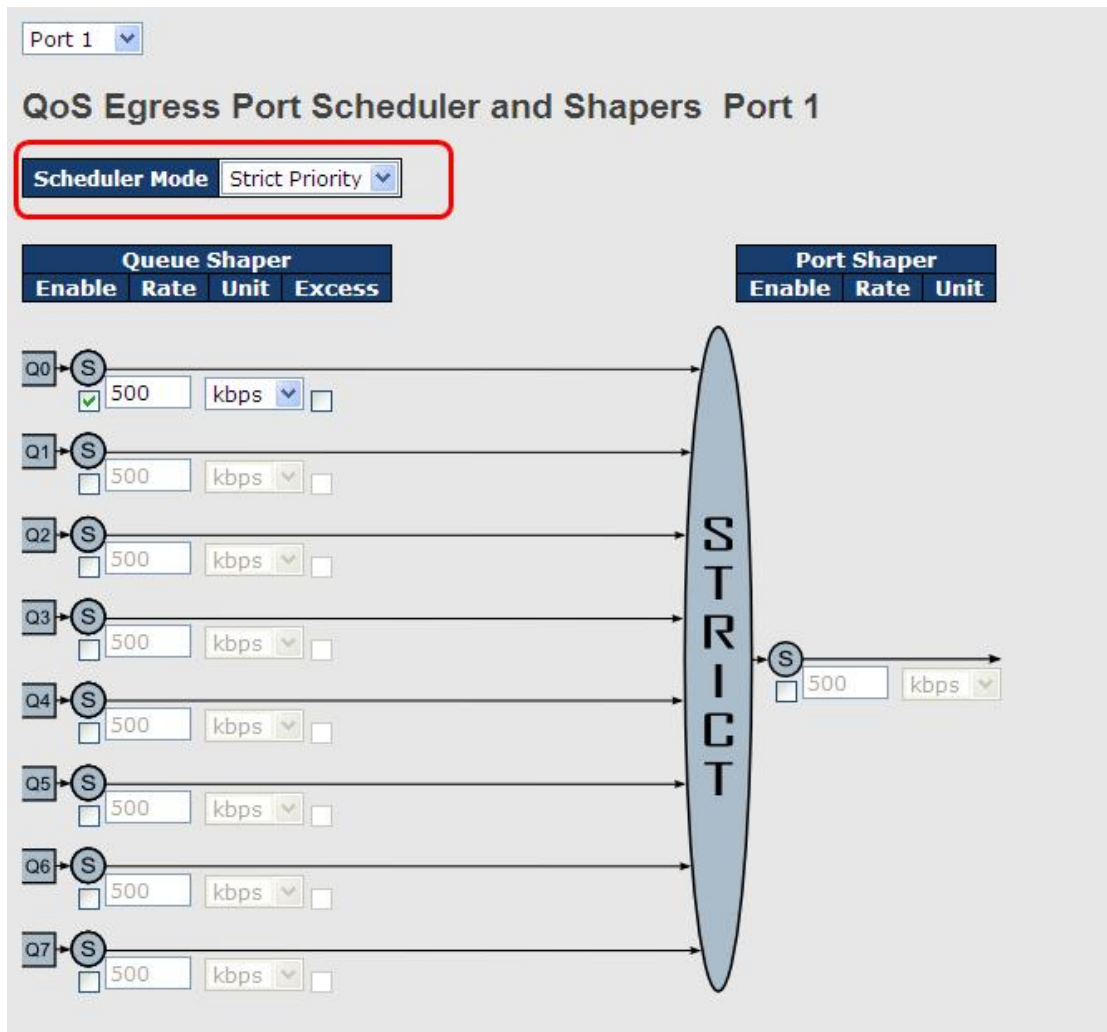 Port 1
QoS Egress Port Scheduler and Shapers Port 1
Scheduler Mode Strict Priority
Queue Shaper
Enable Rate Unit Excess
Port Shaper
Enable Rate Unit
Q0 S
500 kbps
Q1 S
500 kbps
Q2 S
500 kbps
Q3 S
500 kbps
Q4 S
500 kbps
Q5 S
500 kbps
Q6 S
500 kbps
Q7 S
500 kbps
STRICT
S
500 kbps